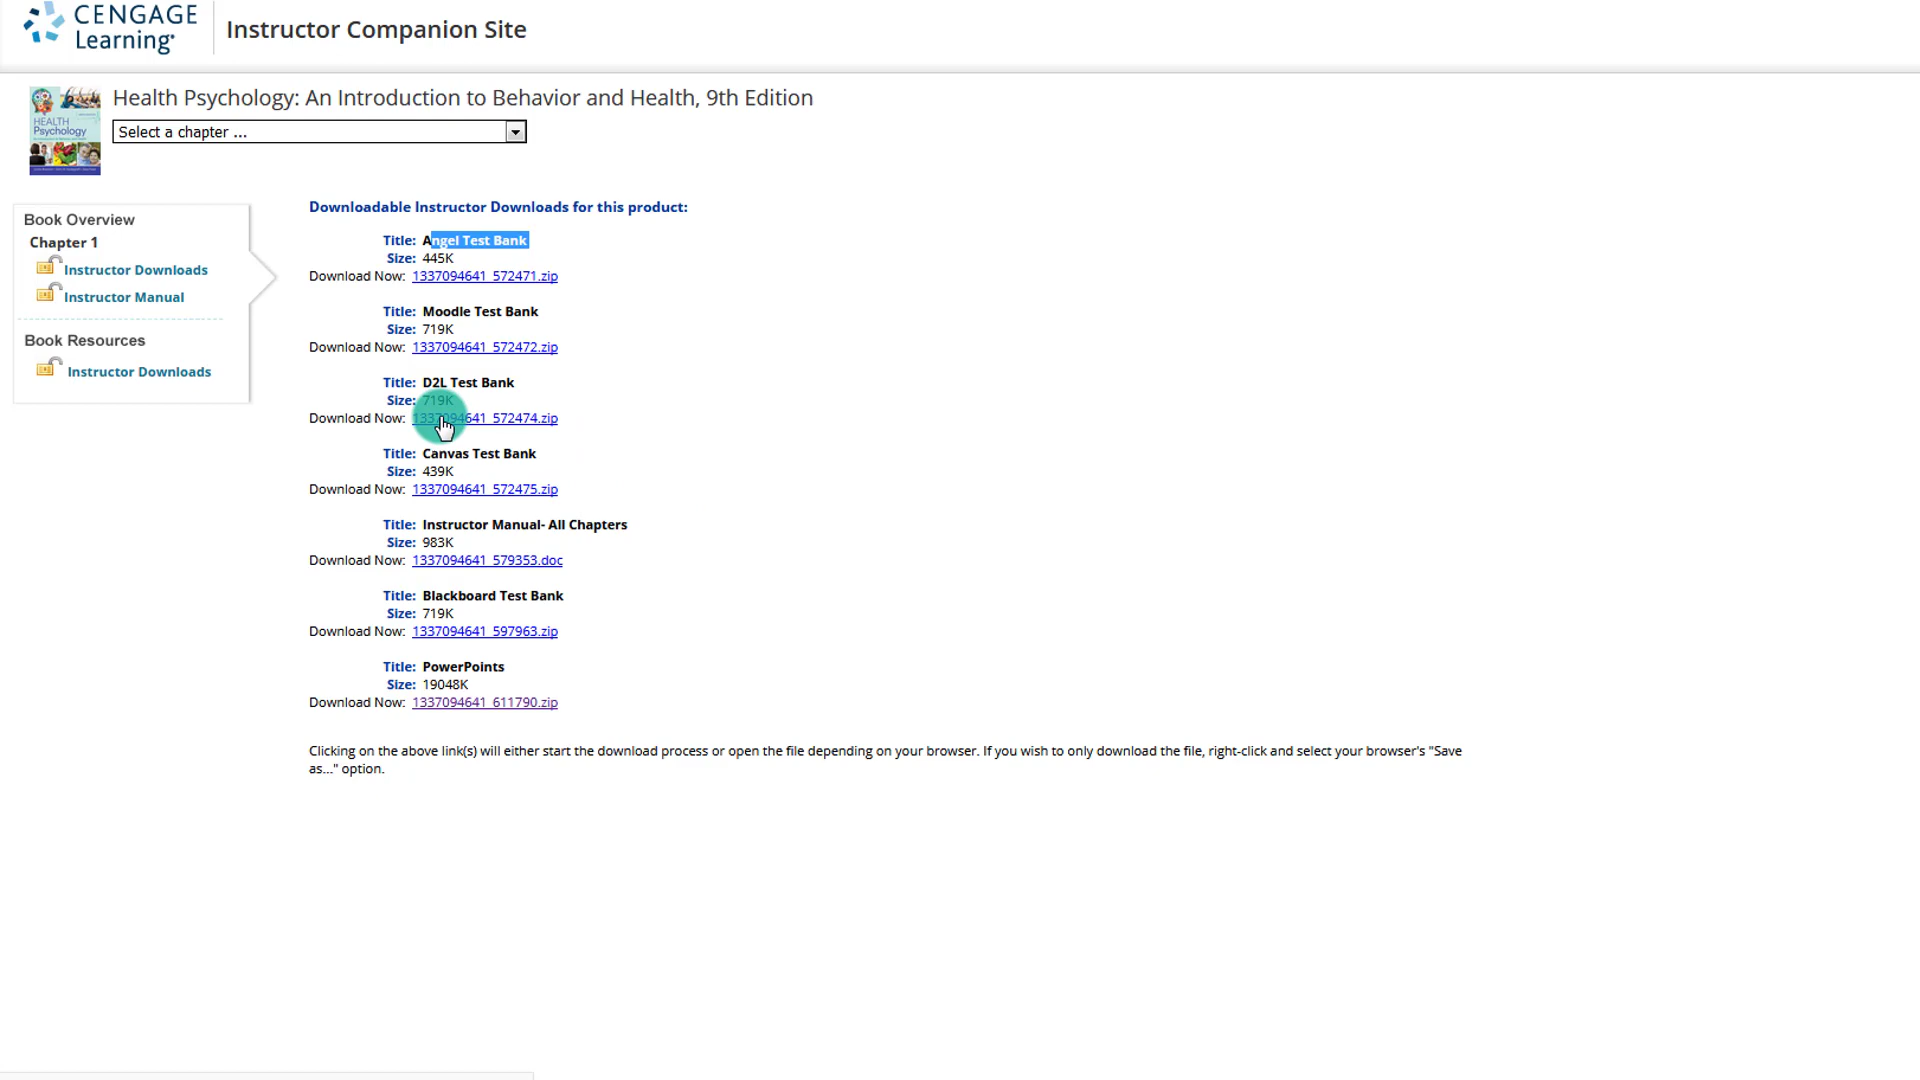 CENGAGE
Learning
Instructor Companion Site
Health Psychology: An Introduction to Behavior and Health, 9th Edition
HEALTH
Psychology
Select a chapter ...
Book Overview
Chapter 1
Instructor Downloads
Instructor Manual
Book Resources
Instructor Downloads
Downloadable Instructor Downloads for this product:
Title: Angel Test Bank
Size: 445K
Download Now: 1337094641_572471.zip
Title: Moodle Test Bank
Size: 719K
Download Now: 1337094641_572472.zip
Title: D2L Test Bank
Size: 719K
Download Now: 1337094641_572474.zip
Title: Canvas Test Bank
Size: 439K
Download Now: 1337094641_572475.zip
Title: Instructor Manual- All Chapters
Size: 983K
Download Now: 1337094641_579353.doc
Title: Blackboard Test Bank
Size: 719K
Download Now: 1337094641_597963.zip
Title: PowerPoints
Size: 19048K
Download Now: 1337094641_611790.zip
Clicking on the above link(s) will either start the download process or open the file depending on your browser. If you wish to only download the file, right-click and select your browser's "Save
as..." option.